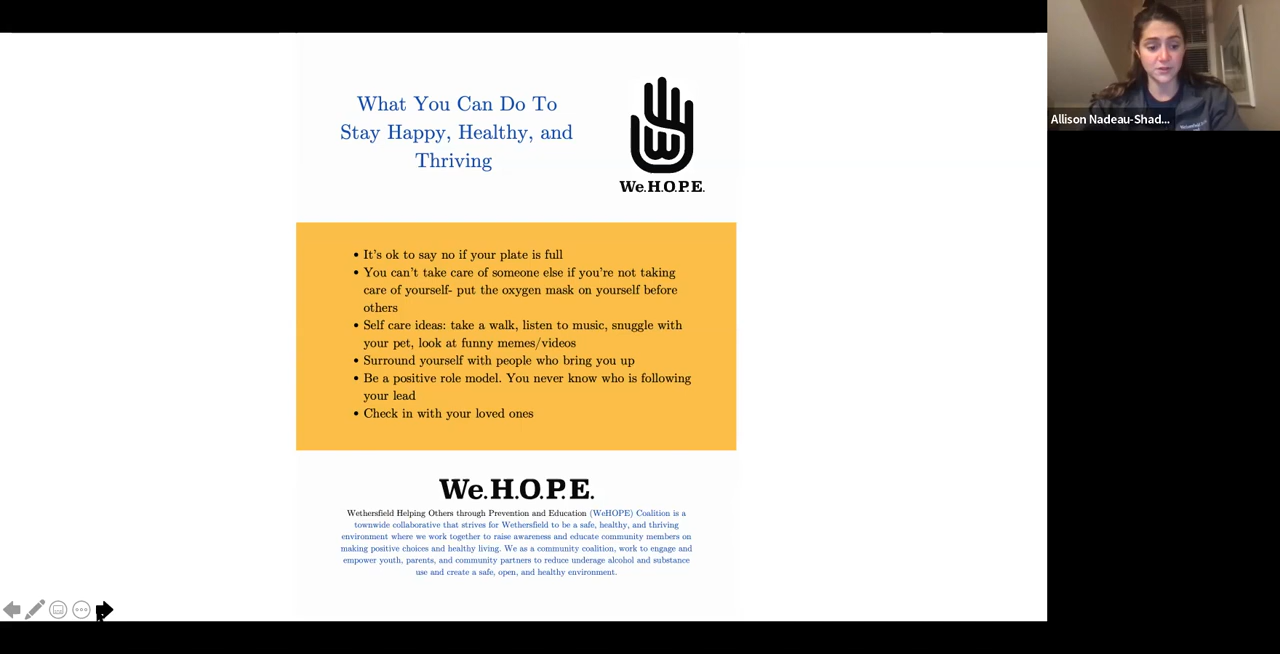 What You Can Do To
Stay Happy, Healthy, and
Thriving
We.H.O.P.E.
• It's ok to say no if your plate is full
• You can't take care of someone else if you're not taking
care of yourself- put the oxygen mask on yourself before
others
• Self care ideas: take a walk, listen to music, snuggle with
your pet, look at funny memes/videos
• Surround yourself with people who bring you up
• Be a positive role model. You never know who is following
your lead
• Check in with your loved ones
We.H.O.P.E.
Wethersfield Helping Others through Prevention and Education (WeHOPE) Coalition is a
townwide collaborative that strives for Wethersfield to be a safe, healthy, and thriving
environment where we work together to raise awareness and educate community members on
making positive choices and healthy living. We as a community coalition, work to engage and
empower youth, parents, and community partners to reduce underage alcohol and substance
use and create a safe, open, and healthy environment.
Allison Nadeau-Shad...